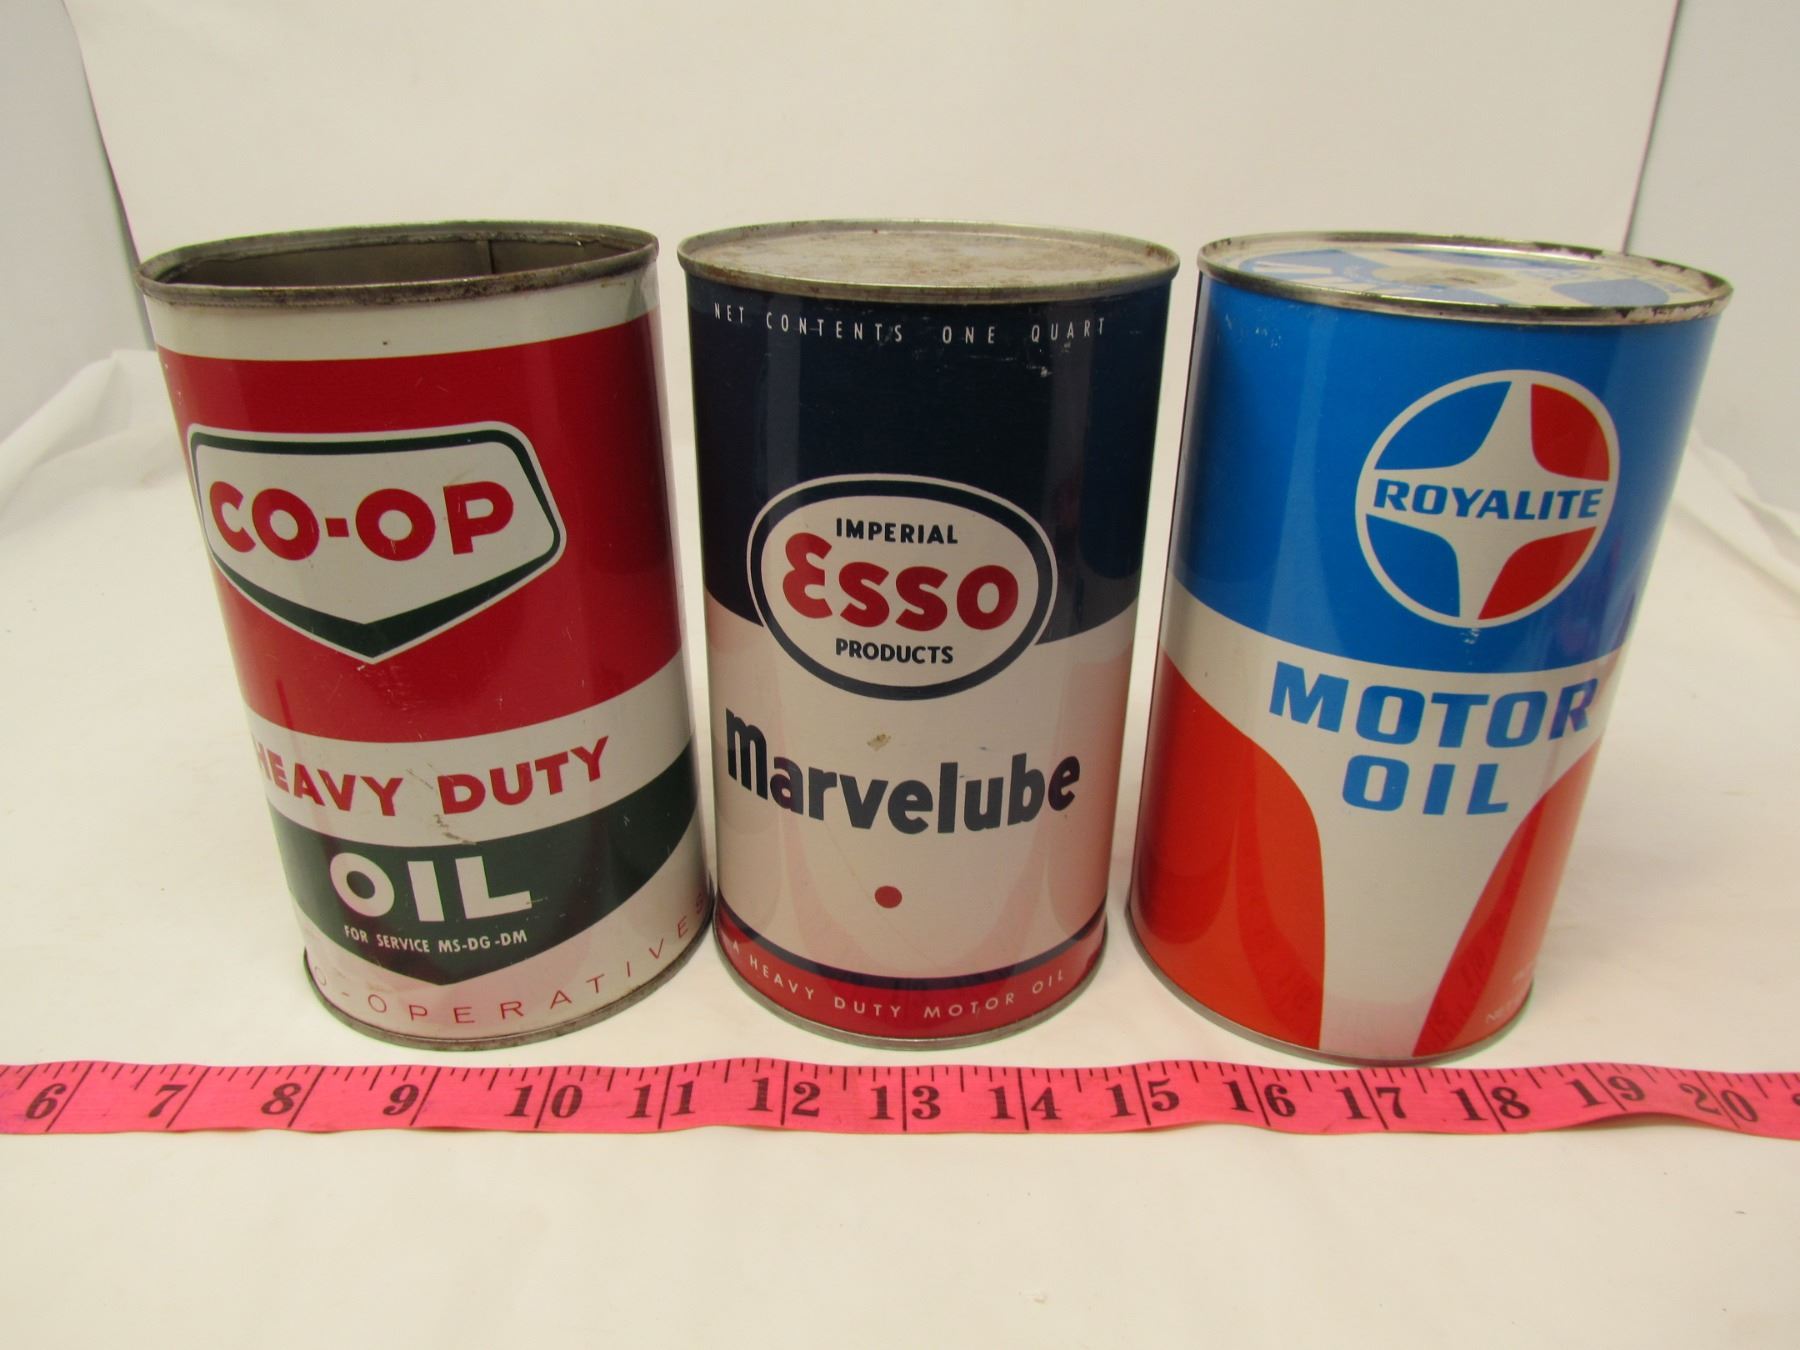 CO-OP
HEAVY DUTY
OIL
FOR SERVICE MS-DG-DM
O-OPERATIVES
NET CONTENTS ONE QUART
IMPERIAL
Esso
PRODUCTS
Marvelube
A HEAVY DUTY MOTOR OIL
ROYALITE
MOTOR
OIL
6 7 8 9 10 11 12 13 14 15 16 17 18 19 20